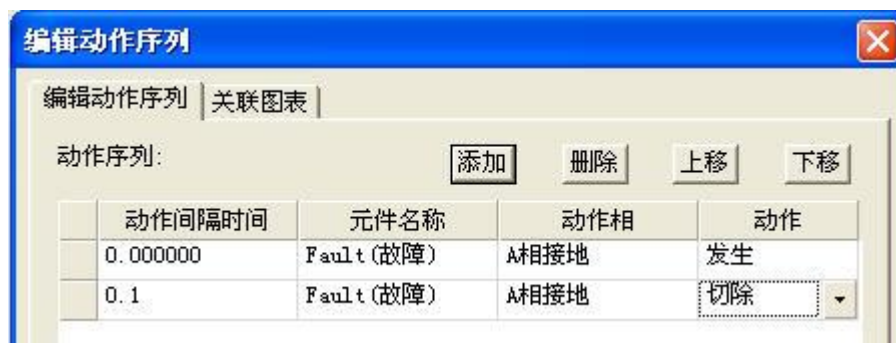 编辑动作序列
编辑动作序列 关联图表
动作序列: 添加 删除 上移 下移
动作间隔时间 元件名称 动作相 动作
0.000000 Fault(故障) A相接地 发生
0.1 Fault(故障) A相接地 切除